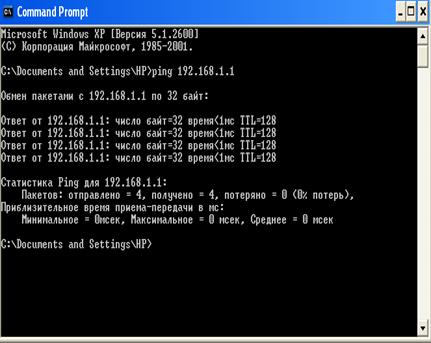 Command Prompt
Microsoft Windows XP [Версия 5.1.2600]
(C) Корпорация Майкрософт, 1985-2001.
C:\Documents and Settings\HP>ping 192.168.1.1
Обмен пакетами с 192.168.1.1 по 32 байт:
Ответ от 192.168.1.1: число байт=32 время<1мс TTL=128
Ответ от 192.168.1.1: число байт=32 время<1мс TTL=128
Ответ от 192.168.1.1: число байт=32 время<1мс TTL=128
Ответ от 192.168.1.1: число байт=32 время<1мс TTL=128
Статистика Ping для 192.168.1.1:
Пакетов: отправлено = 4, получено = 4, потеряно = 0 (0% потерь),
Приблизительное время приема-передачи в мс:
Минимальное = 0мсек, Максимальное = 0 мсек, Среднее = 0 мсек
C:\Documents and Settings\HP>